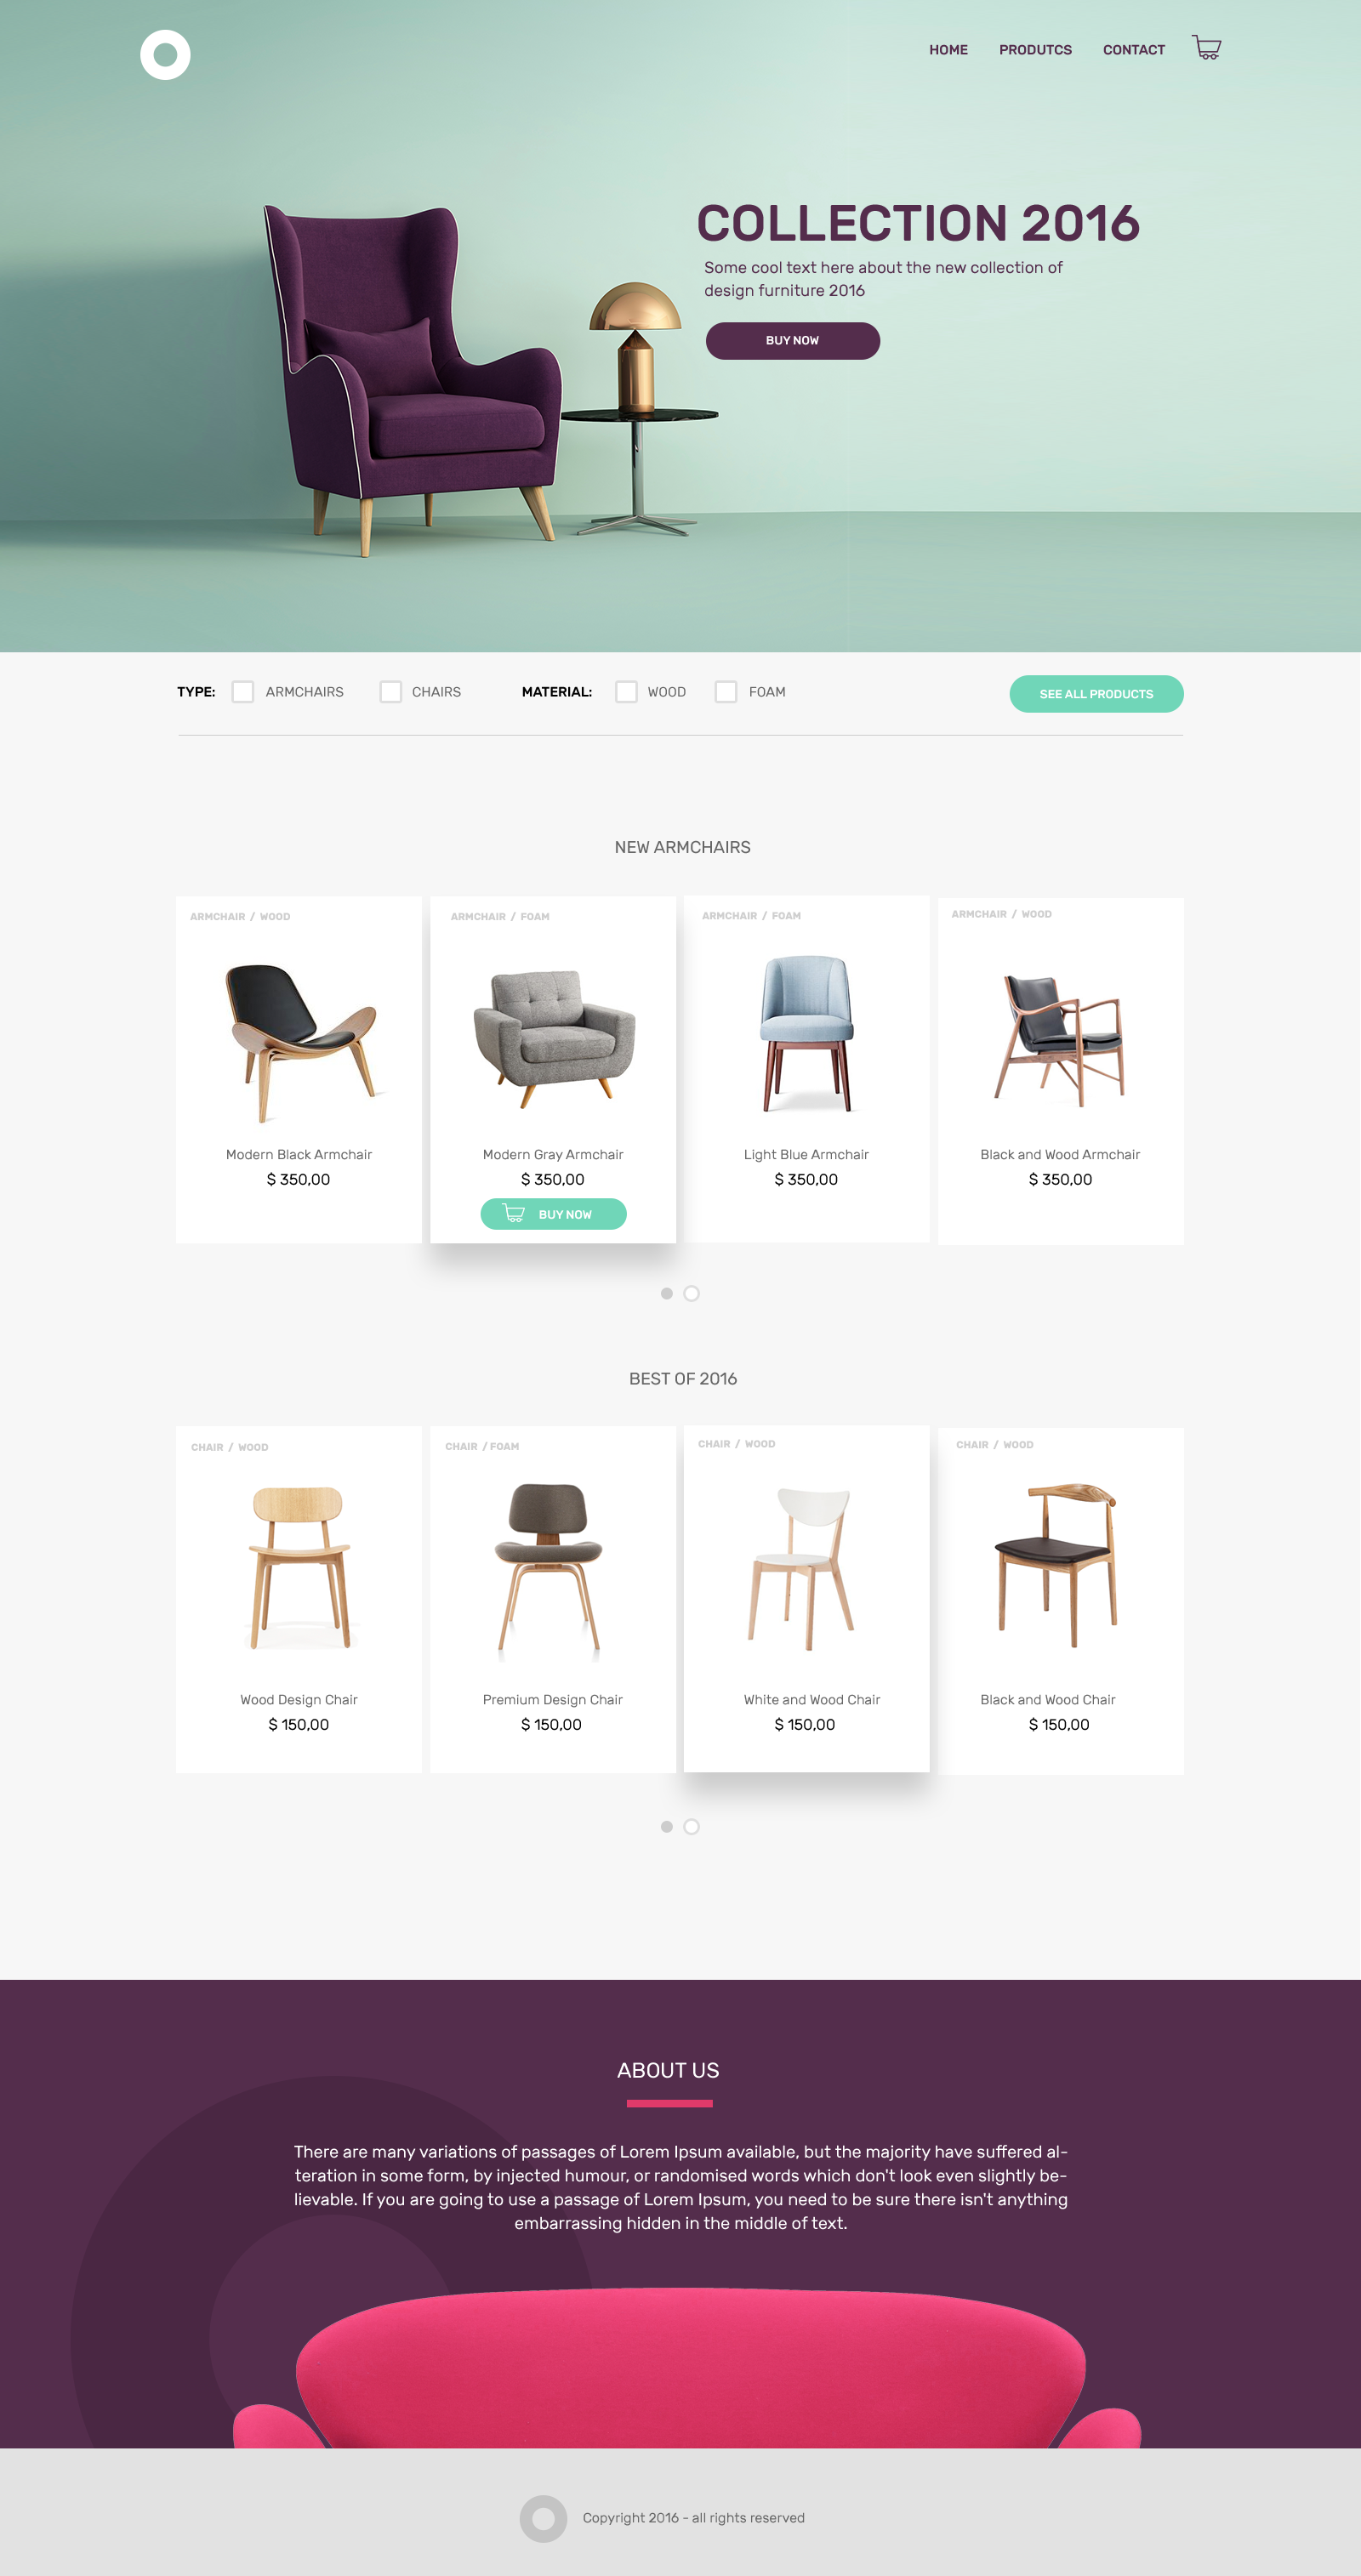 HOME PRODUTCS CONTACT
COLLECTION 2016
Some cool text here about the new collection of
design furniture 2016
BUY NOW
TYPE: ARMCHAIRS CHAIRS MATERIAL: WOOD FOAM SEE ALL PRODUCTS
NEW ARMCHAIRS
ARMCHAIR / WOOD
Modern Black Armchair
$ 350,00
ARMCHAIR / FOAM
Modern Gray Armchair
$ 350,00
BUY NOW
ARMCHAIR / FOAM
Light Blue Armchair
$ 350,00
ARMCHAIR / WOOD
Black and Wood Armchair
$ 350,00
BEST OF 2016
CHAIR / WOOD
Wood Design Chair
$ 150,00
CHAIR / FOAM
Premium Design Chair
$ 150,00
CHAIR / WOOD
White and Wood Chair
$ 150,00
CHAIR / WOOD
Black and Wood Chair
$ 150,00
ABOUT US
There are many variations of passages of Lorem Ipsum available, but the majority have suffered al-
teration in some form, by injected humour, or randomised words which don't look even slightly be-
lievable. If you are going to use a passage of Lorem Ipsum, you need to be sure there isn't anything
embarrassing hidden in the middle of text.
Copyright 2016 - all rights reserved